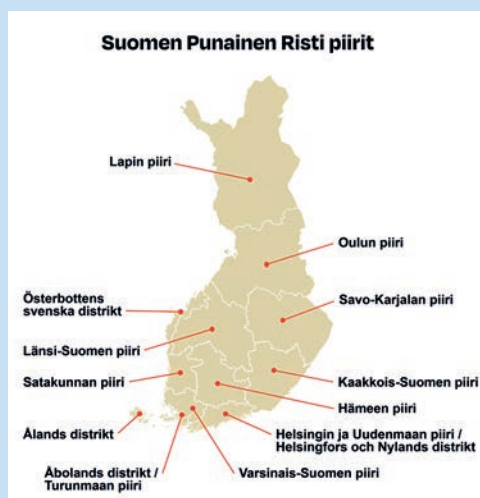 Suomen Punainen Risti piirit
Lapin piiri
Oulun piiri
Österbottens
svenska distrikt
Savo-Karjalan piiri
Länsi-Suomen piiri
Satakunnan piiri
Kaakkois-Suomen piiri
Hämeen piiri
Ålands distrikt
Helsingin ja Uudenmaan piiri /
Helsingfors och Nylands distrikt
Åbolands distrikt /
Turunmaan piiri
Varsinais-Suomen piiri